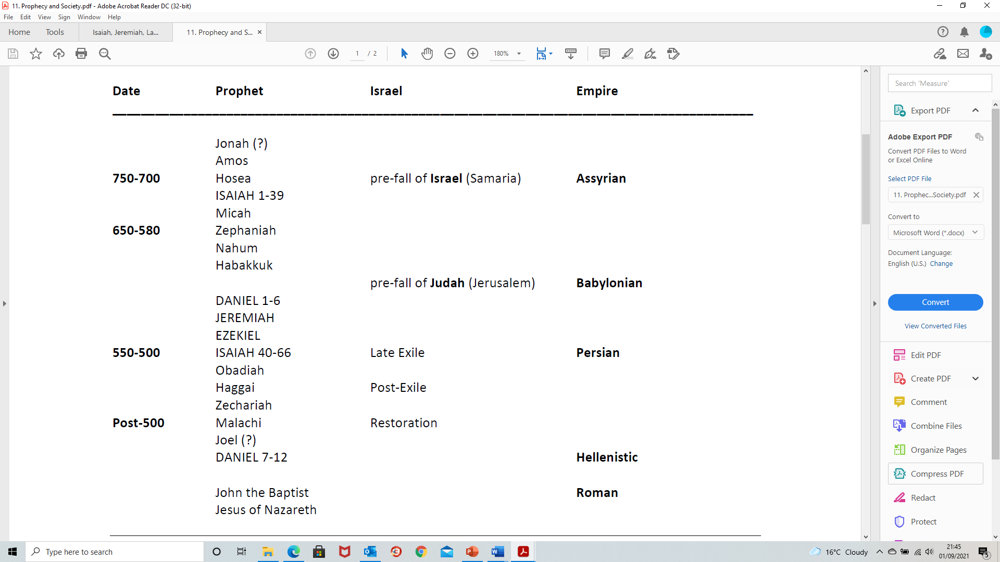 11. Prophecy and Society.pdf - Adobe Acrobat Reader DC (32-bit)
File Edit View Sign Window Help
Home Tools Isaiah, Jeremiah, La... 11. Prophecy and S... ×
1 / 2 180%
Date Prophet Israel Empire
Jonah (?)
Amos
750-700 Hosea pre-fall of Israel (Samaria) Assyrian
ISAIAH 1-39
Micah
650-580 Zephaniah
Nahum
Habakkuk
pre-fall of Judah (Jerusalem) Babylonian
DANIEL 1-6
JEREMIAH
EZEKIEL
550-500 ISAIAH 40-66 Late Exile Persian
Obadiah
Haggai Post-Exile
Zechariah
Post-500 Malachi Restoration
Joel (?)
DANIEL 7-12 Hellenistic
John the Baptist Roman
Jesus of Nazareth
Search 'Measure'
Export PDF
Adobe Export PDF
Convert PDF Files to Word
or Excel Online
Select PDF File
11. Prophec...Society.pdf
Convert to
Microsoft Word (*.docx)
Document Language:
English (U.S.) Change
Convert
View Converted Files
Edit PDF
Create PDF
Comment
Combine Files
Organize Pages
Compress PDF
Redact
Protect
Type here to search
16°C Cloudy
21:45
01/09/2021
5